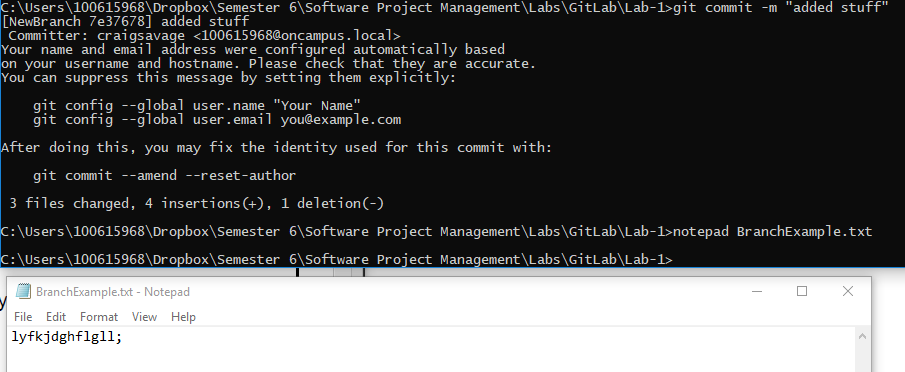 C:\Users\100615968\Dropbox\Semester 6\Software Project Management\Labs\GitLab\Lab-1>git commit -m "added stuff"
[NewBranch 7e37678] added stuff
 Committer: craigsavage <100615968@oncampus.local>
Your name and email address were configured automatically based
on your username and hostname. Please check that they are accurate.
You can suppress this message by setting them explicitly:

    git config --global user.name "Your Name"
    git config --global user.email you@example.com

After doing this, you may fix the identity used for this commit with:

    git commit --amend --reset-author

 3 files changed, 4 insertions(+), 1 deletion(-)

C:\Users\100615968\Dropbox\Semester 6\Software Project Management\Labs\GitLab\Lab-1>notepad BranchExample.txt

C:\Users\100615968\Dropbox\Semester 6\Software Project Management\Labs\GitLab\Lab-1>
BranchExample.txt - Notepad
File Edit Format View Help
lyfkjdghflgll;